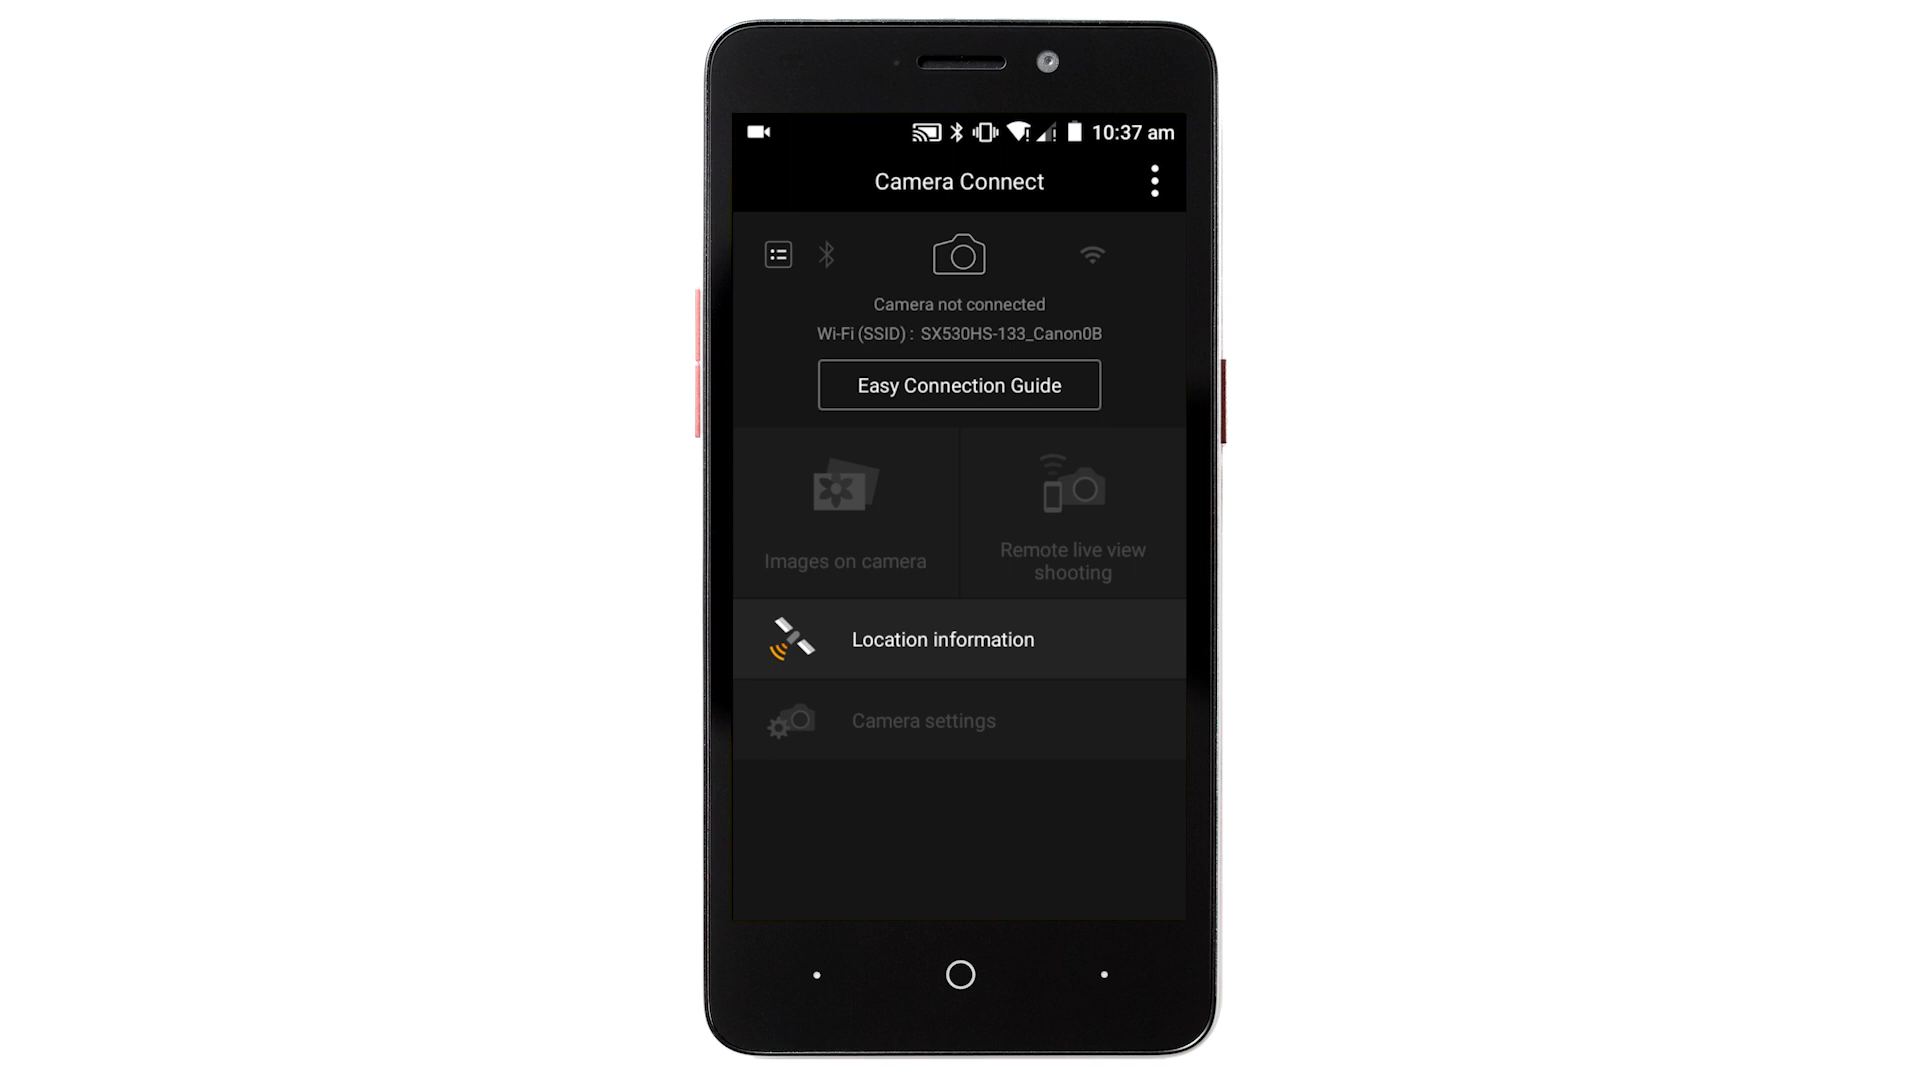 10:37 am
Camera Connect
Camera not connected
Wi-Fi (SSID) : SX530HS-133_Canon0B
Easy Connection Guide
Images on camera
Remote live view
shooting
Location information
Camera settings